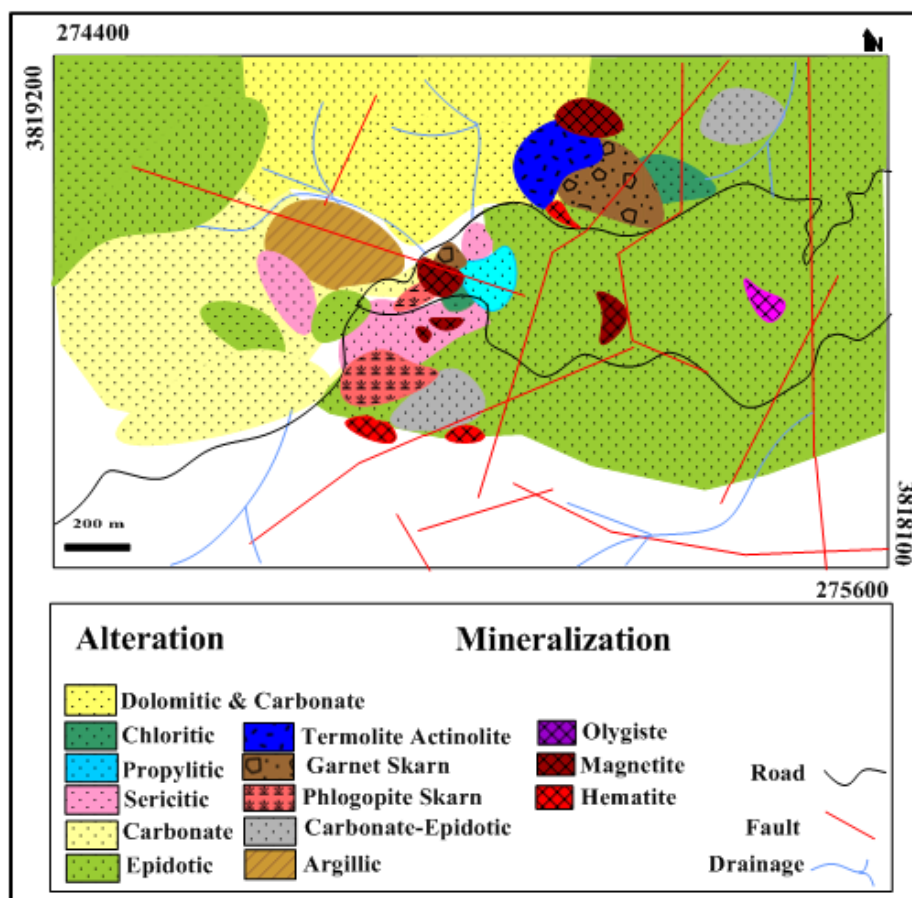 274400
N
3819200
200 m
3818100
275600
Alteration
Mineralization
Dolomitic & Carbonate
Chloritic
Termolite Actinolite
Olygiste
Propylitic
Garnet Skarn
Magnetite
Road
Sericitic
Phlogopite Skarn
Hematite
Carbonate
Carbonate-Epidotic
Fault
Epidotic
Argillic
Drainage